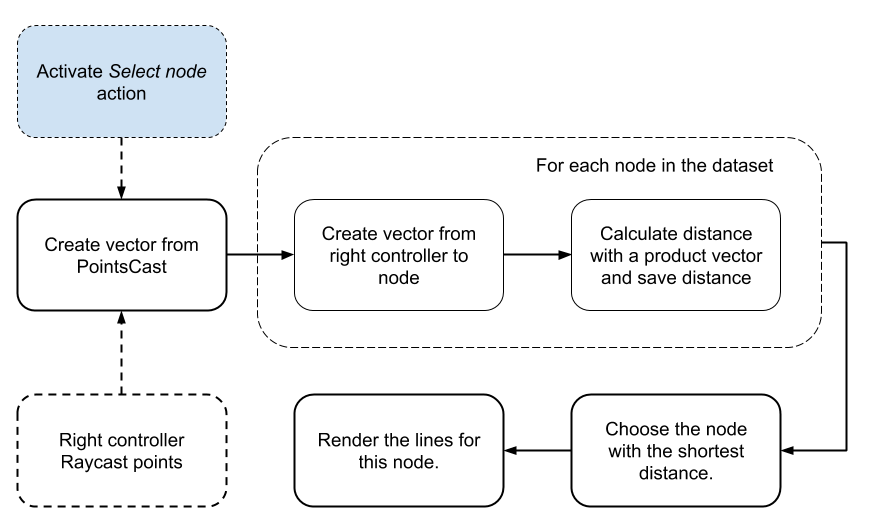 Activate Select node
action
For each node in the dataset
Create vector from
PointsCast
Create vector from
right controller to
node
Calculate distance
with a product vector
and save distance
Right controller
Raycast points
Render the lines for
this node.
Choose the node
with the shortest
distance.